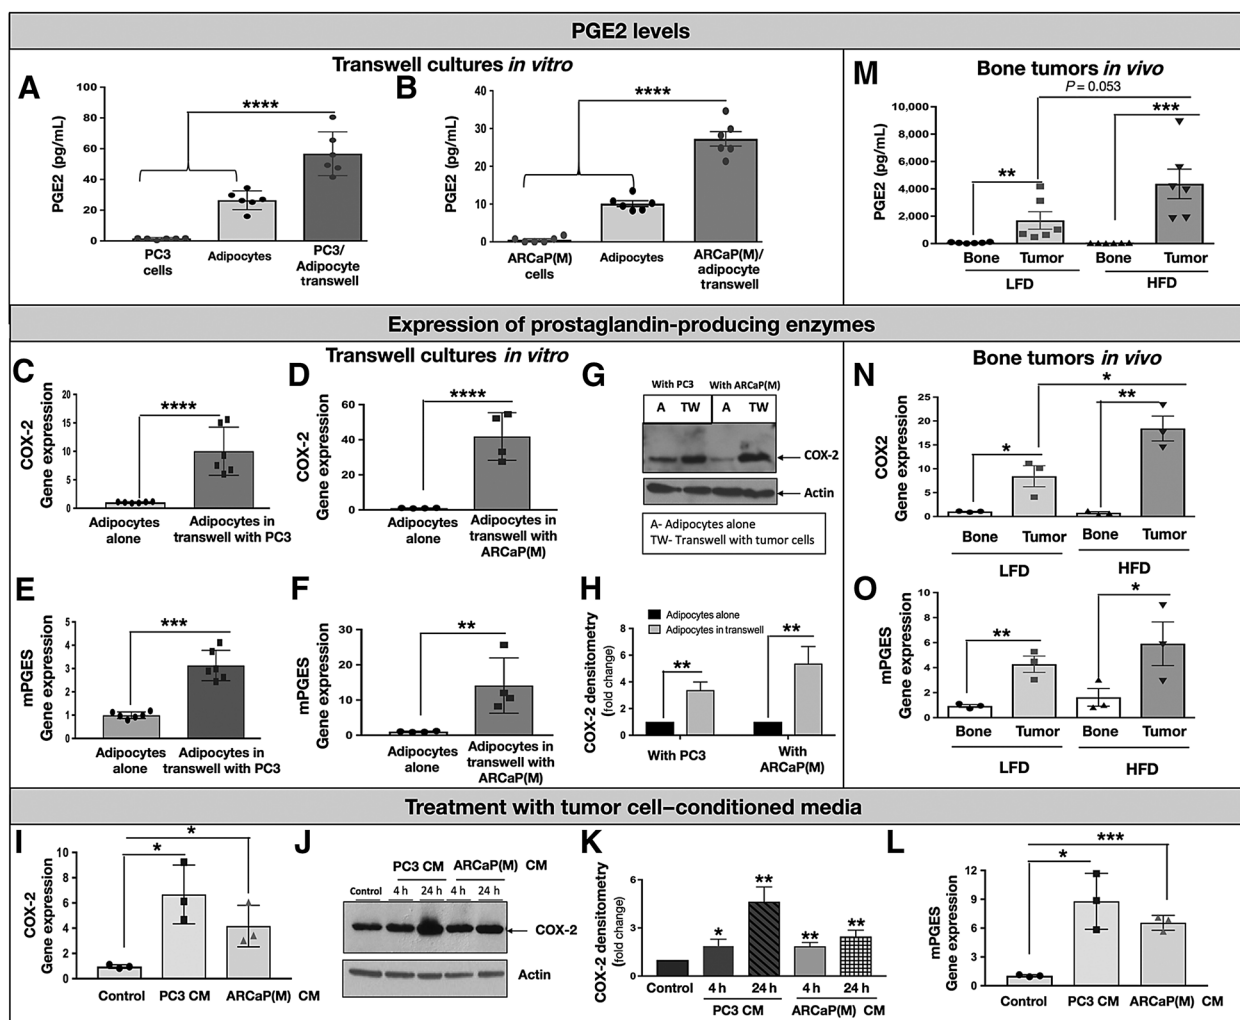 PGE2 levels
Transwell cultures in vitro
A
PGE2 (pg/mL)
100
80
60
40
20
0
****
PC3
cells
Adipocytes
PC3/
Adipocyte
transwell
B
PGE2 (pg/mL)
40
30
20
10
0
****
ARCaP(M)
cells
Adipocytes
ARCaP(M)/
adipocyte
transwell
M
Bone tumors in vivo
P = 0.053
PGE2 (pg/mL)
10,000
8,000
6,000
4,000
2,000
0
**
***
Bone Tumor Bone Tumor
LFD HFD
Expression of prostaglandin-producing enzymes
Transwell cultures in vitro
C
COX-2
Gene expression
20
15
10
5
0
****
Adipocytes
alone
Adipocytes in
transwell with PC3
D
COX-2
Gene expression
60
40
20
0
****
Adipocytes
alone
Adipocytes in
transwell with
ARCaP(M)
G
With PC3 With ARCaP(M)
A TW A TW
COX-2
Actin
A- Adipocytes alone
TW- Transwell with tumor cells
Bone tumors in vivo
N
COX2
Gene expression
25
20
15
10
5
0
*
*
**
Bone Tumor Bone Tumor
LFD HFD
E
mPGES
Gene expression
5
4
3
2
1
0
***
Adipocytes
alone
Adipocytes in
transwell with PC3
F
mPGES
Gene expression
30
20
10
0
**
Adipocytes
alone
Adipocytes in
transwell with
ARCaP(M)
H
Adipocytes alone
Adipocytes in transwell
COX-2 densitometry
(fold change)
8
6
4
2
0
**
**
With PC3
With
ARCaP(M)
O
mPGES
Gene expression
10
8
6
4
2
0
**
*
Bone Tumor Bone Tumor
LFD HFD
Treatment with tumor cell–conditioned media
I
COX-2
Gene expression
10
8
6
4
2
0
*
*
Control PC3 CM ARCaP(M) CM
J
PC3 CM ARCaP(M) CM
Control 4 h 24 h 4 h 24 h
COX-2
Actin
K
COX-2 densitometry
(fold change)
6
3
0
*
**
**
**
Control 4 h 24 h 4 h 24 h
PC3 CM ARCaP(M) CM
L
mPGES
Gene expression
12
9
6
3
0
*
***
Control PC3 CM ARCaP(M) CM